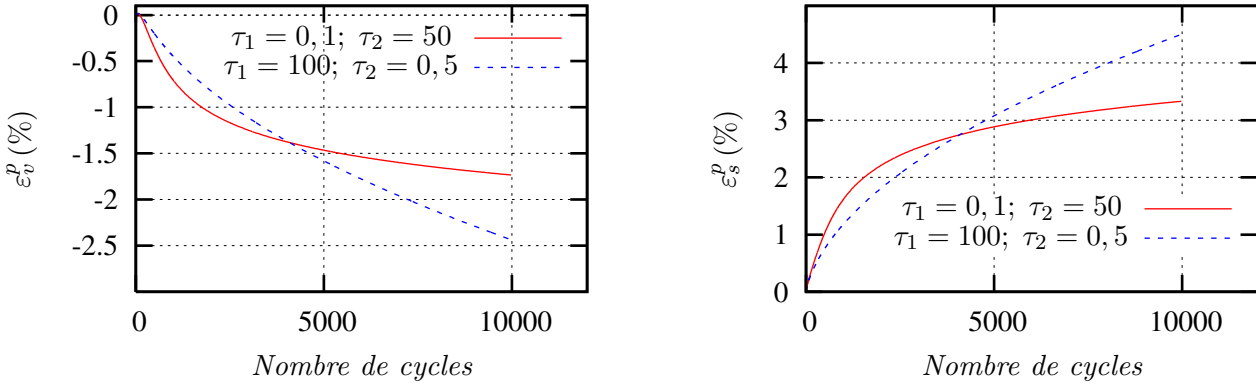 0
-0.5
-1
-1.5
-2
-2.5
0 5000 10000
ε_v^p (%)
Nombre de cycles
τ₁ = 0, 1; τ₂ = 50
τ₁ = 100; τ₂ = 0, 5
4
3
2
1
0
0 5000 10000
ε_s^p (%)
Nombre de cycles
τ₁ = 0, 1; τ₂ = 50
τ₁ = 100; τ₂ = 0, 5